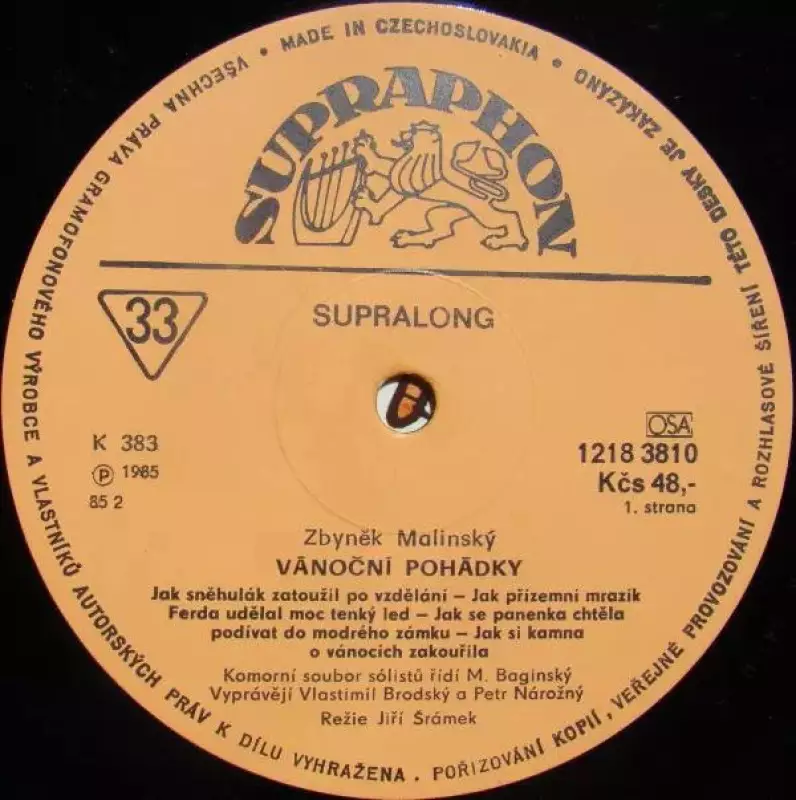 • MADE IN CZECHOSLOVAKIA •
VŠECHNA PRÁVA GRAMOFONOVÉHO VÝROBCE A VLASTNÍKŮ AUTORSKÝCH PRÁV K DÍLU VYHRAŽENA. POŘIZOVÁNÍ KOPIÍ, VEŘEJNÉ PROVOZOVÁNÍ A ROZHLASOVÉ ŠÍŘENÍ TÉTO DESKY JE ZAKÁZÁNO
SUPRAPHON
33
SUPRALONG
K 383
Ⓟ 1985
85 2
OSA
1218 3810
Kčs 48,-
1. strana
Zbyněk Malinský
VÁNOČNÍ POHÁDKY
Jak sněhulák zatoužil po vzdělání – Jak přízemní mrazík
Ferda udělal moc tenký led – Jak se panenka chtěla
podívat do modrého zámku – Jak si kamna
o vánocích zakouřila
Komorní soubor sólistů řídí M. Baginský
Vyprávějí Vlastimil Brodský a Petr Nárožný
Režie Jiří Šrámek